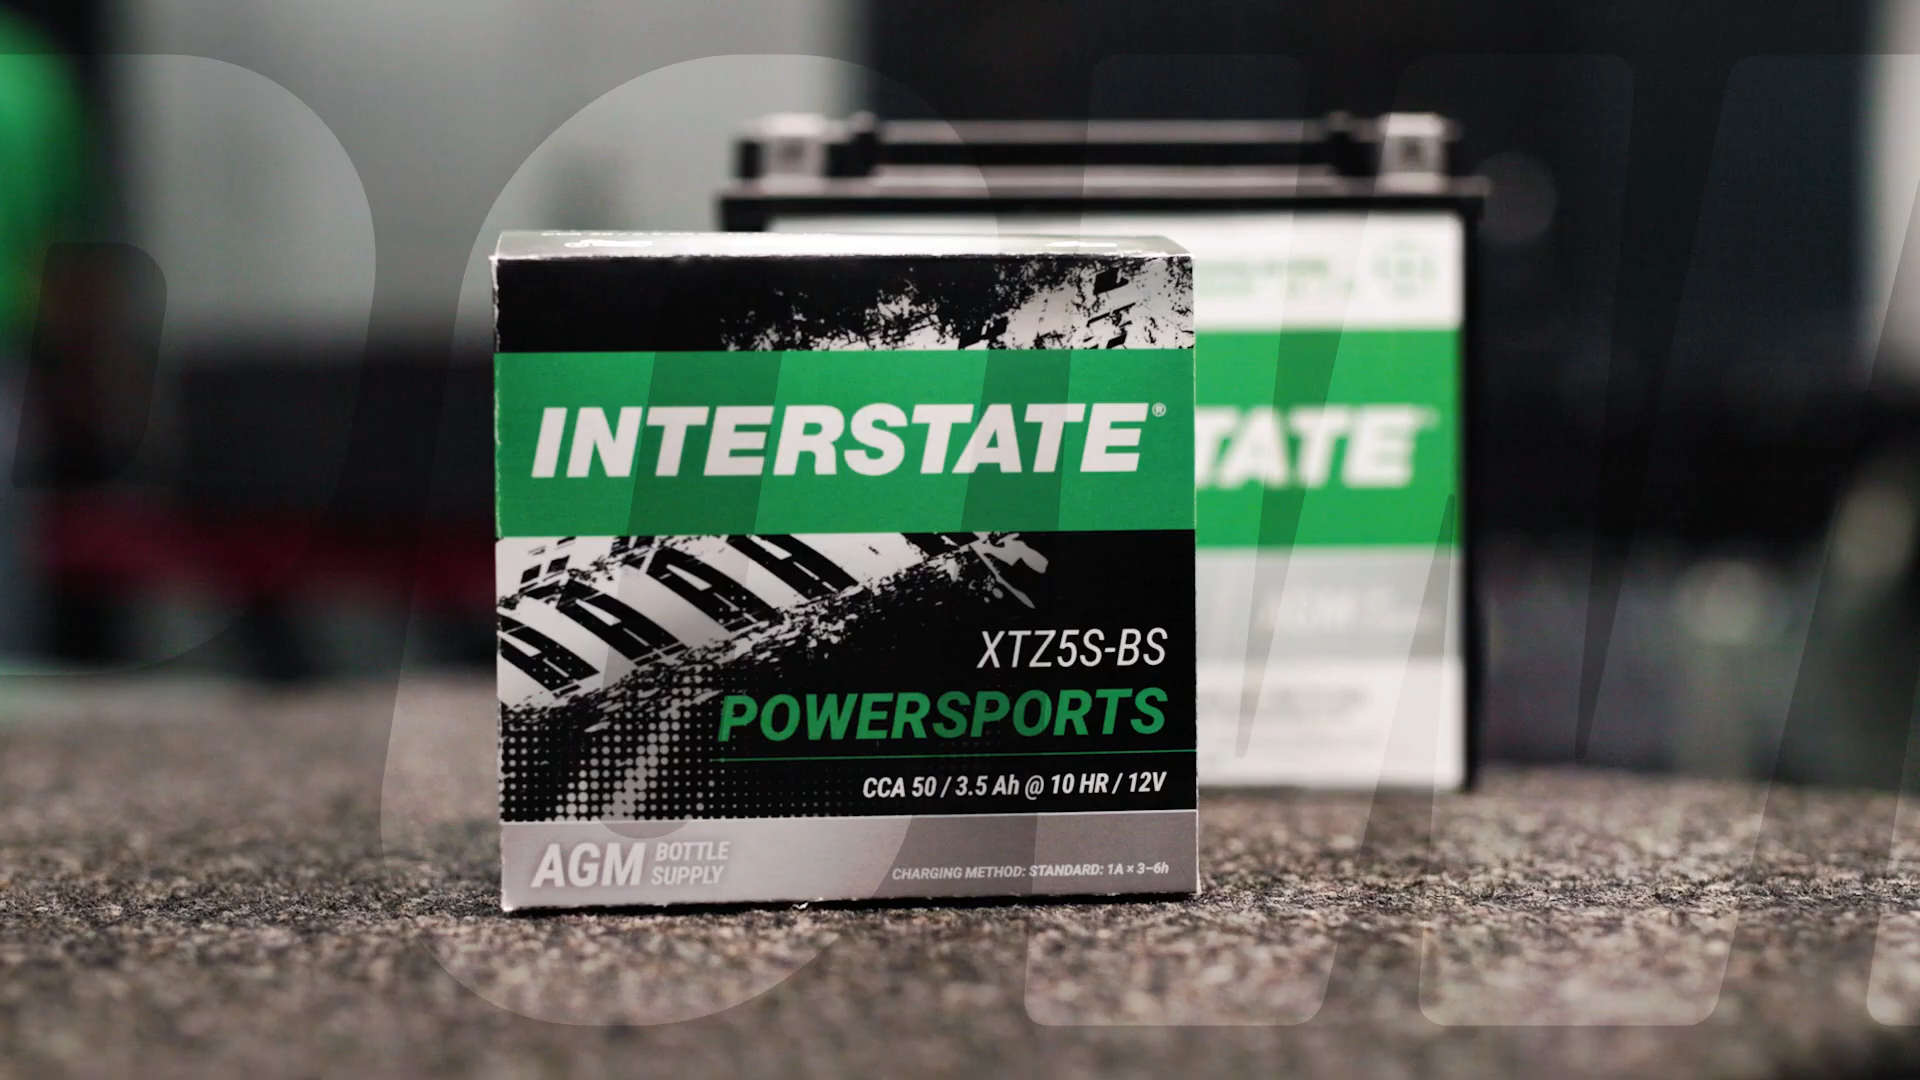 POW
INTERSTATE®
TATE
XTZ5S-BS
POWERSPORTS
CCA 50 / 3.5 Ah @ 10 HR / 12V
AGM BOTTLE SUPPLY
CHARGING METHOD: STANDARD: 1A × 3–6h